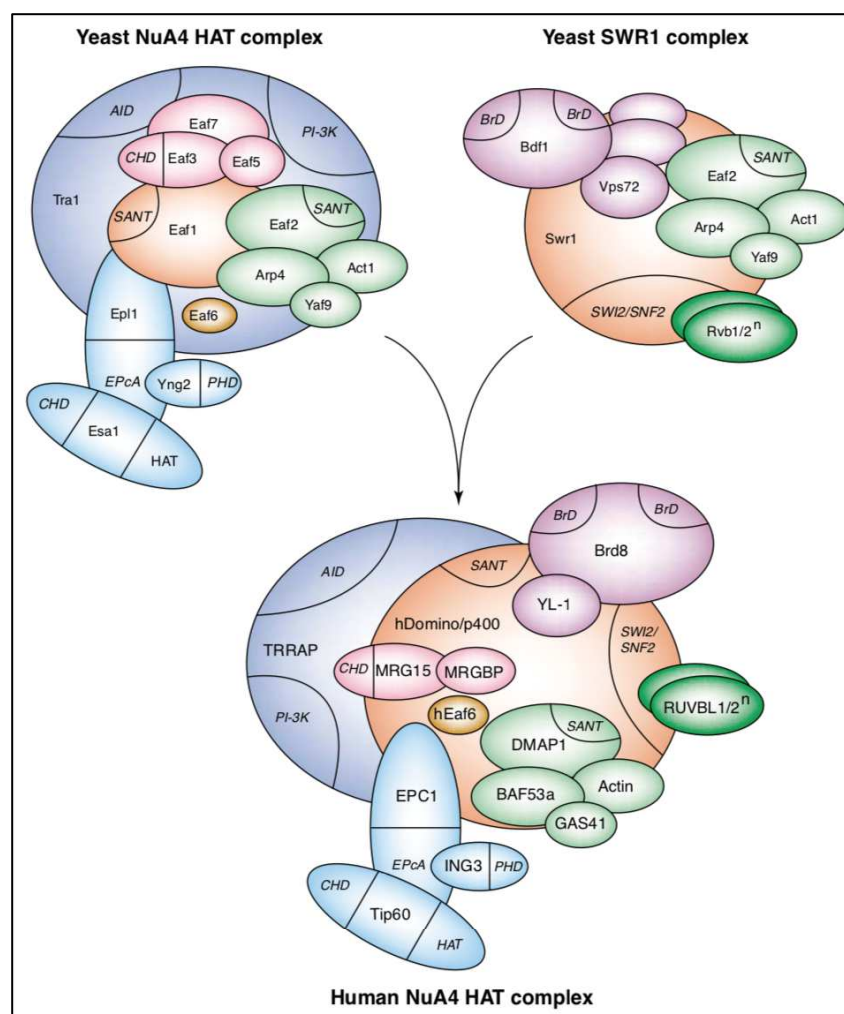 Yeast NuA4 HAT complex
Yeast SWR1 complex
AID
PI-3K
Eaf7
CHD
Eaf3
Eaf5
Tra1
SANT
Eaf1
SANT
Eaf2
Arp4
Act1
Yaf9
Eaf6
Epl1
EPcA
Yng2
PHD
CHD
Esa1
HAT
BrD
BrD
Bdf1
Vps72
SANT
Eaf2
Swr1
Arp4
Act1
Yaf9
SWI2/SNF2
Rvb1/2n
AID
SANT
BrD
BrD
Brd8
YL-1
hDomino/p400
TRRAP
SWI2/
SNF2
CHD
MRG15
MRGBP
PI-3K
hEaf6
RUVBL1/2n
SANT
DMAP1
BAF53a
Actin
GAS41
EPC1
EPcA
ING3
PHD
CHD
Tip60
HAT
Human NuA4 HAT complex